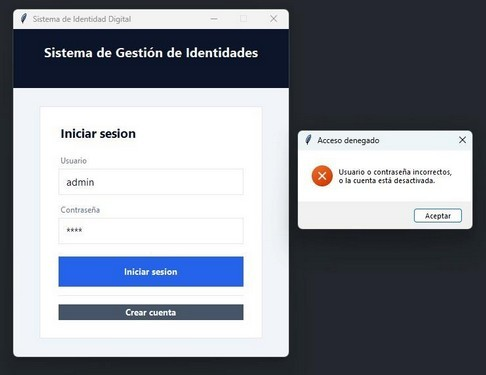 Sistema de Identidad Digital
Sistema de Gestión de Identidades
Iniciar sesion
Usuario
admin
Contraseña
****
Iniciar sesion
Crear cuenta
Acceso denegado
Usuario o contraseña incorrectos,
o la cuenta está desactivada.
Aceptar